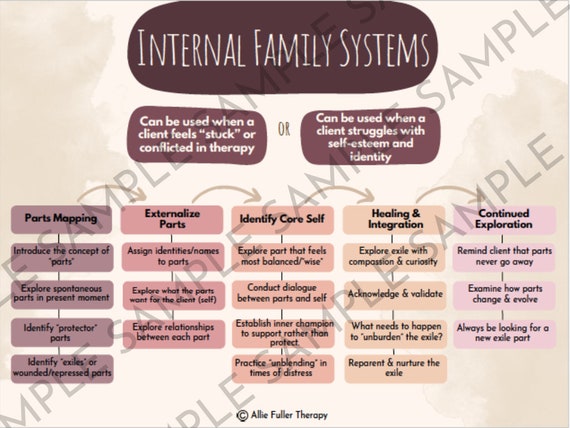 INTERNAL FAMILY SYSTEMS
Can be used when a
client feels "stuck" or
conflicted in therapy
OR
Can be used when a
client struggles with
self-esteem and
identity
Parts Mapping
Introduce the concept of
"parts"
Explore spontaneous
parts in present moment
Identify "protector"
parts
Identify "exiles" or
wounded/repressed parts
Externalize
Parts
Assign identities/names
to parts
Explore what the parts
want for the client (self)
Explore relationships
between each part
Identify Core Self
Explore part that feels
most balanced/"wise"
Conduct dialogue
between parts and self
Establish inner champion
to support rather than
protect.
Practice "unblending" in
times of distress
Healing &
Integration
Explore exile with
compassion & curiosity
Acknowledge & validate
What needs to happen
to "unburden" the exile?
Reparent & nurture the
exile
Continued
Exploration
Remind client that parts
never go away
Examine how parts
change & evolve
Always be looking for a
new exile part
© Allie Fuller Therapy
SAMPLE SAMPLE SAMPLE